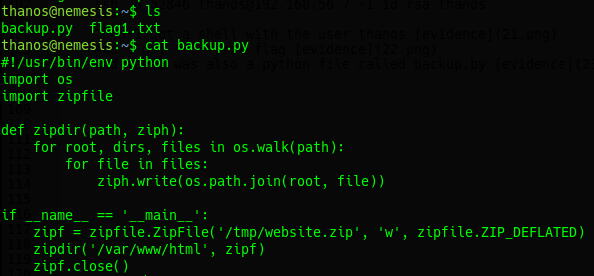 thanos@nemesis:~$ ls
backup.py  flag1.txt
thanos@nemesis:~$ cat backup.py
#!/usr/bin/env python
import os
import zipfile

def zipdir(path, ziph):
    for root, dirs, files in os.walk(path):
        for file in files:
            ziph.write(os.path.join(root, file))

if __name__ == '__main__':
    zipf = zipfile.ZipFile('/tmp/website.zip', 'w', zipfile.ZIP_DEFLATED)
    zipdir('/var/www/html', zipf)
    zipf.close()